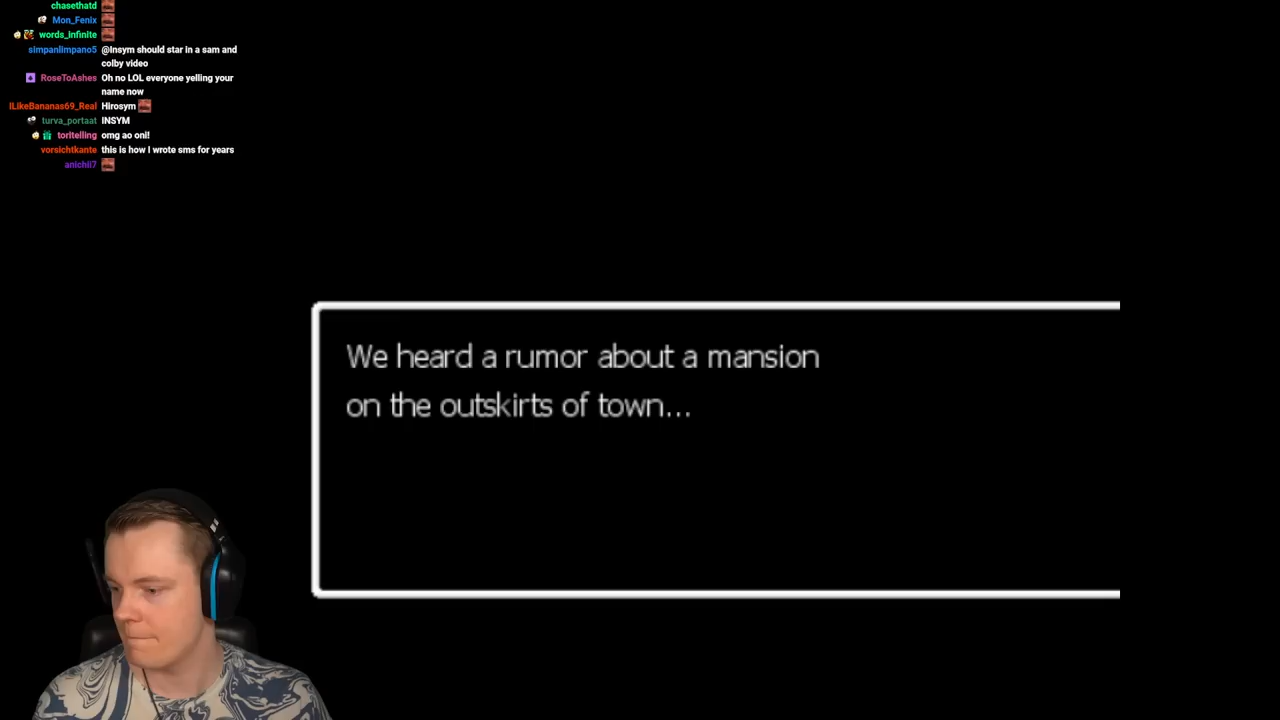 chasethatd
Mon_Fenix
words_infinite
simpanlimpano5 @Insym should star in a sam and
colby video
RoseToAshes Oh no LOL everyone yelling your
name now
ILikeBananas69_Real Hirosym
turva_portaat INSYM
toritelling omg ao oni!
vorsichtkante this is how I wrote sms for years
anichii7
We heard a rumor about a mansion
on the outskirts of town...